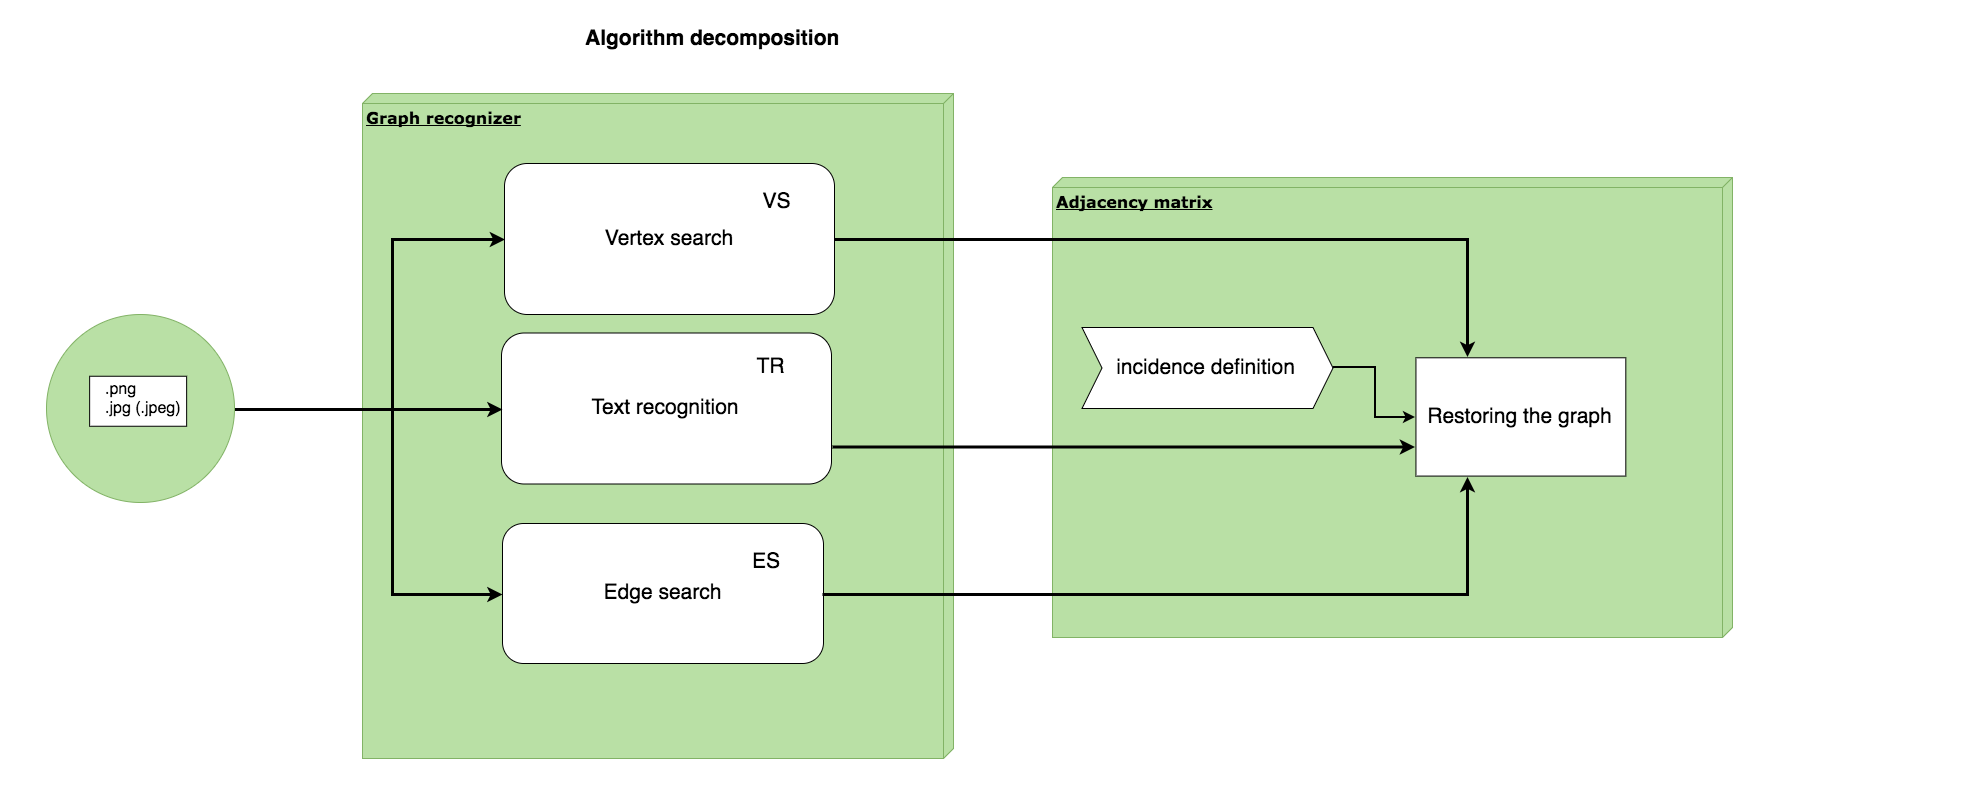 Algorithm decomposition
Graph recognizer
VS
Vertex search
TR
Text recognition
ES
Edge search
.png
.jpg (.jpeg)
Adjacency matrix
incidence definition
Restoring the graph